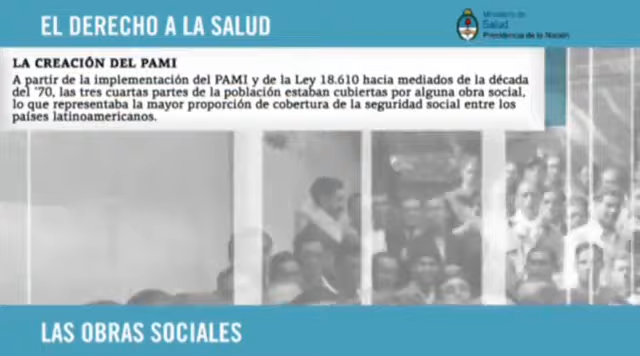 EL DERECHO A LA SALUD
Ministerio de
Salud
Presidencia de la Nación
LA CREACIÓN DEL PAMI
A partir de la implementación del PAMI y de la Ley 18.610 hacia mediados de la década
del '70, las tres cuartas partes de la población estaban cubiertas por alguna obra social,
lo que representaba la mayor proporción de cobertura de la seguridad social entre los
países latinoamericanos.
LAS OBRAS SOCIALES